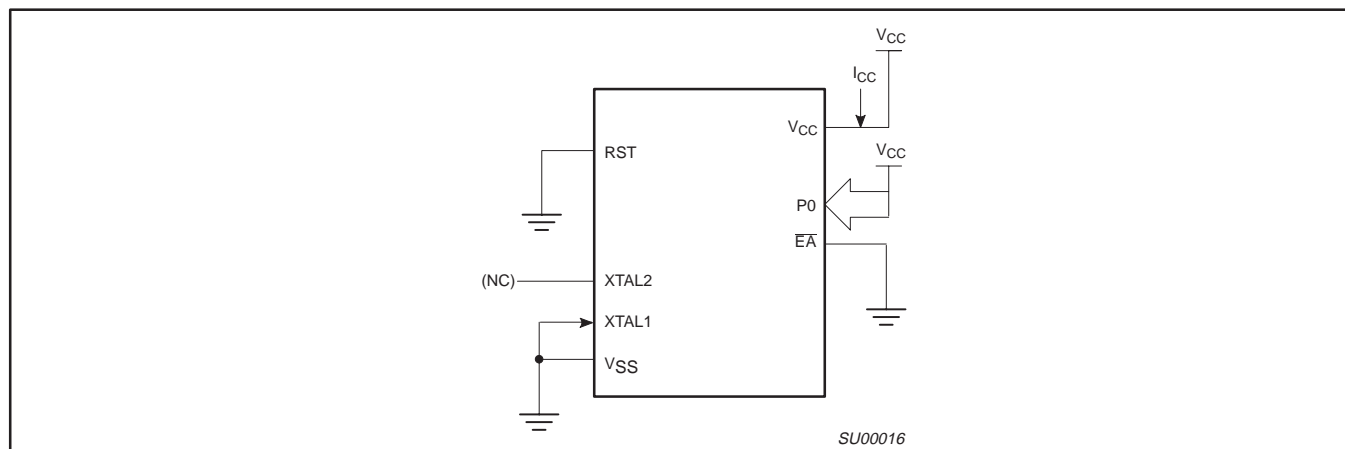 VCC
ICC
VCC
RST
VCC
P0
EA
(NC)
XTAL2
XTAL1
VSS
SU00016